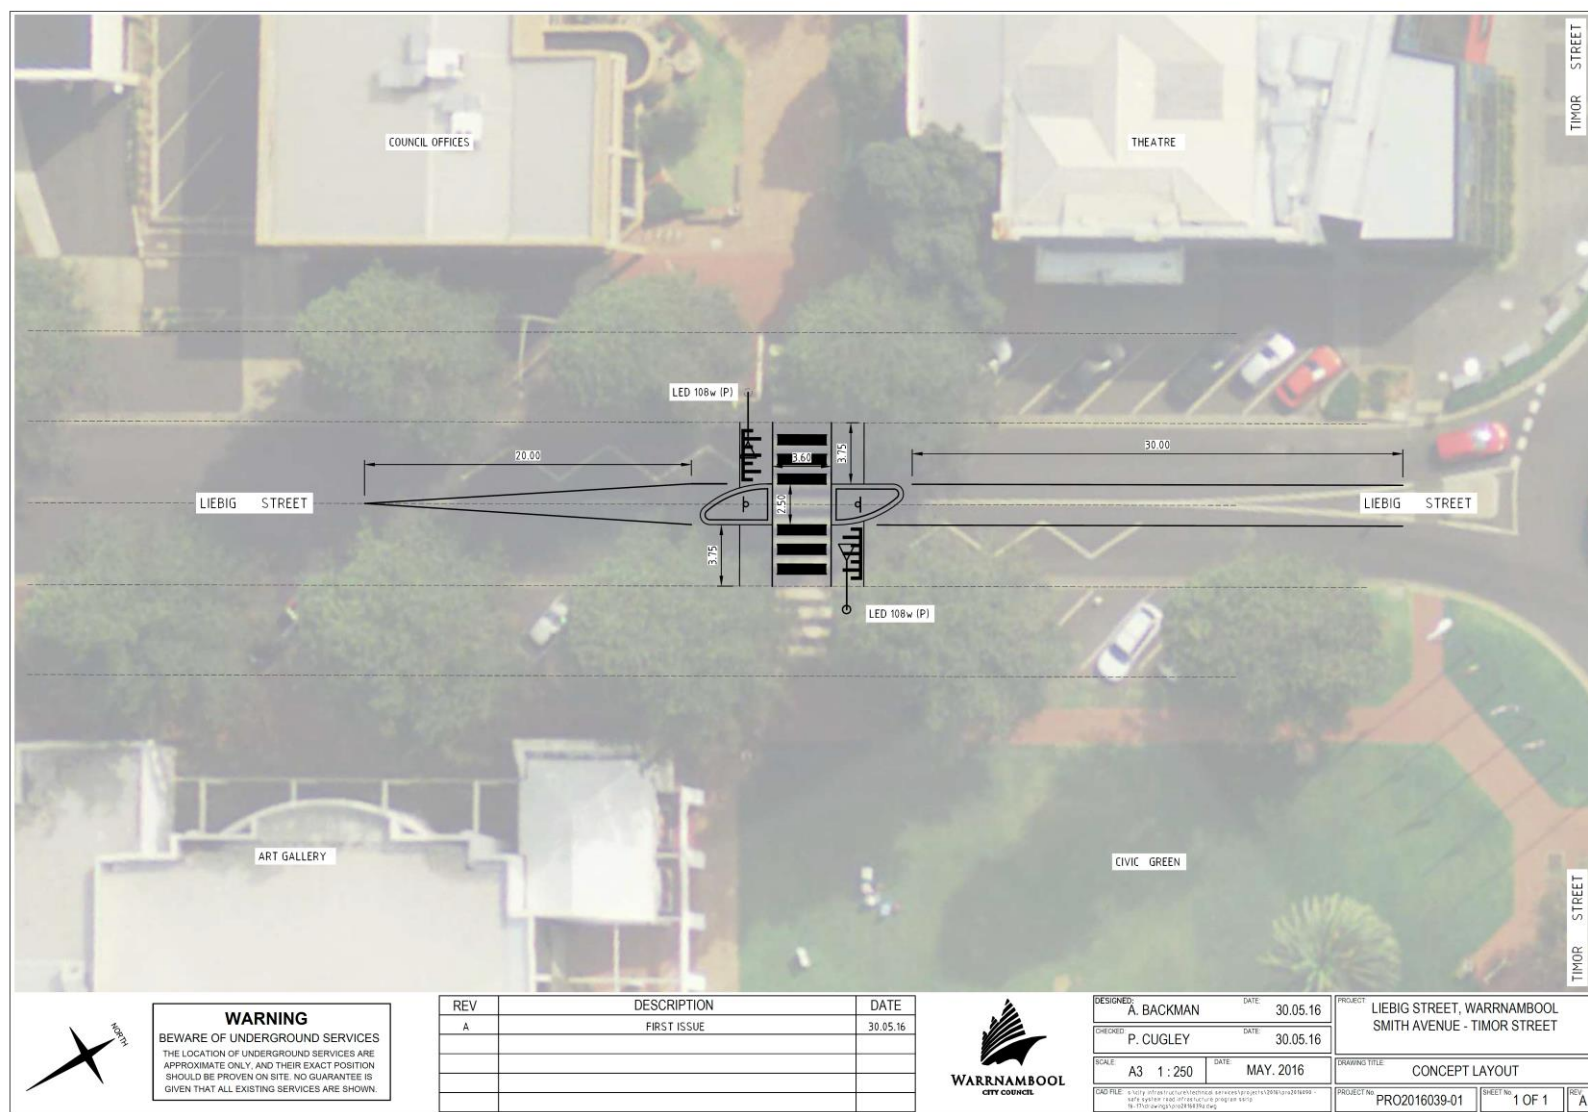 TIMOR STREET
COUNCIL OFFICES
THEATRE
LED 108w (P)
20.00
3.60
3.75
30.00
LIEBIG STREET
2.50
LIEBIG STREET
3.75
LED 108w (P)
ART GALLERY
CIVIC GREEN
TIMOR STREET
NORTH
WARNING
BEWARE OF UNDERGROUND SERVICES
THE LOCATION OF UNDERGROUND SERVICES ARE
APPROXIMATE ONLY, AND THEIR EXACT POSITION
SHOULD BE PROVEN ON SITE. NO GUARANTEE IS
GIVEN THAT ALL EXISTING SERVICES ARE SHOWN.
REV DESCRIPTION DATE
A FIRST ISSUE 30.05.16
WARRNAMBOOL
CITY COUNCIL
DESIGNED: A. BACKMAN DATE: 30.05.16
CHECKED: P. CUGLEY DATE: 30.05.16
SCALE: A3 1 : 250 DATE: MAY. 2016
CAD FILE:
PROJECT: LIEBIG STREET, WARRNAMBOOL
SMITH AVENUE - TIMOR STREET
DRAWING TITLE: CONCEPT LAYOUT
PROJECT No. PRO2016039-01 SHEET No. 1 OF 1 REV. A